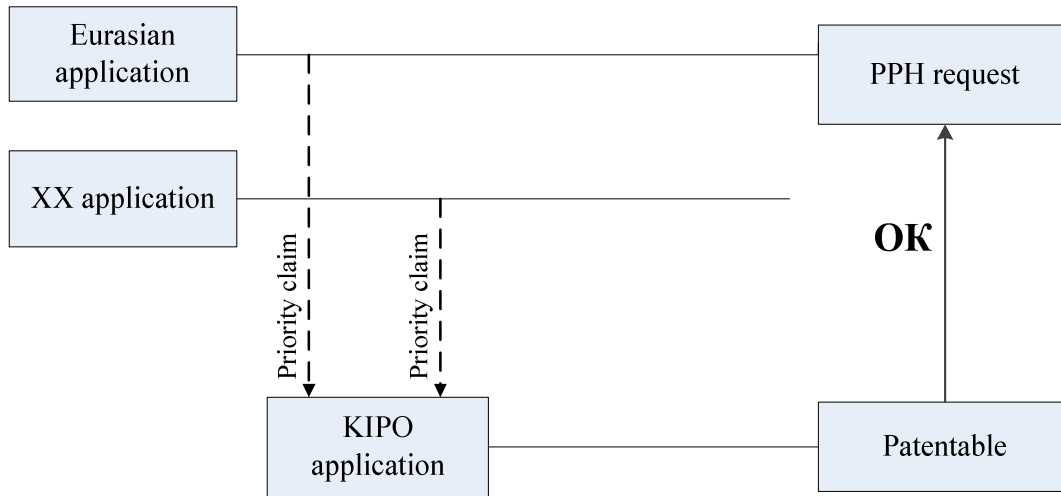 Eurasian
application
PPH request
XX application
OK
Priority claim
Priority claim
KIPO
application
Patentable